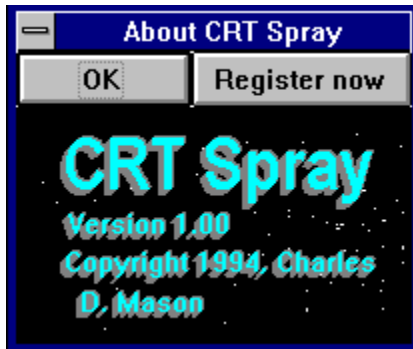 About CRT Spray
OK
Register now
CRT Spray
Version 1.00
Copyright 1994, Charles
D, Mason